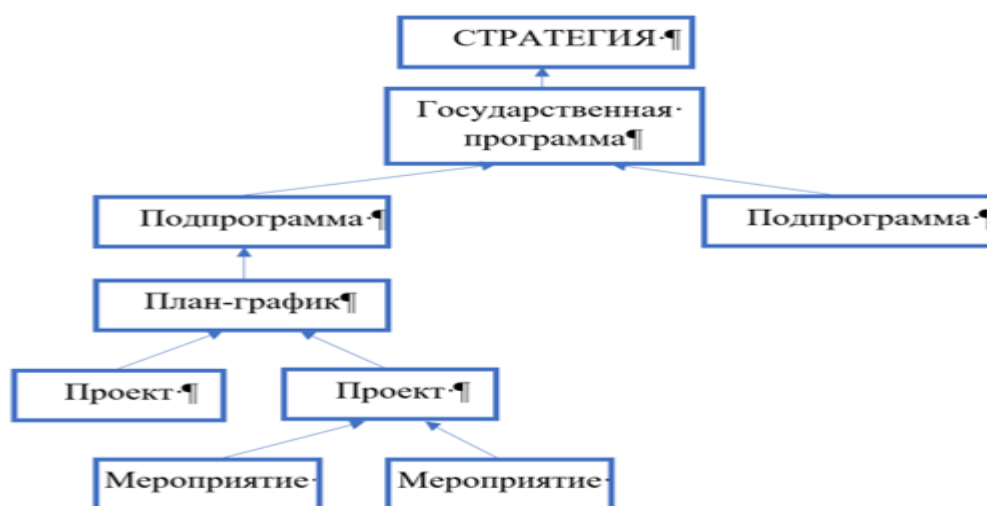 СТРАТЕГИЯ·¶
Государственная·
программа¶
Подпрограмма·¶
Подпрограмма·¶
План-график¶
Проект·¶
Проект·¶
Мероприятие·
Мероприятие·